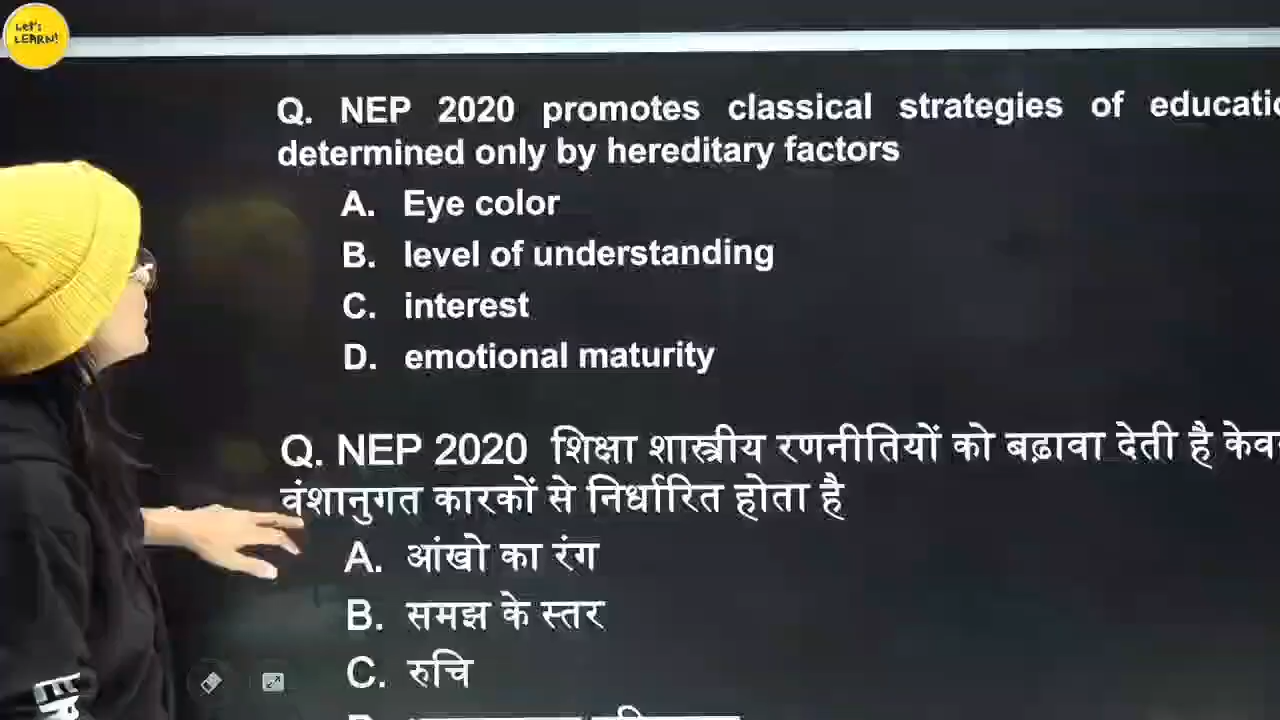 Let's
LEARN!
Q. NEP 2020 promotes classical strategies of
determined only by hereditary factors
A. Eye color
B. level of understanding
C. interest
D. emotional maturity
Q. NEP 2020 शिक्षा शास्त्रीय रणनीतियों को बढ़ावा देती है
वंशानुगत कारकों से निर्धारित होता है
A. आंखो का रंग
B. समझ के स्तर
C. रुचि